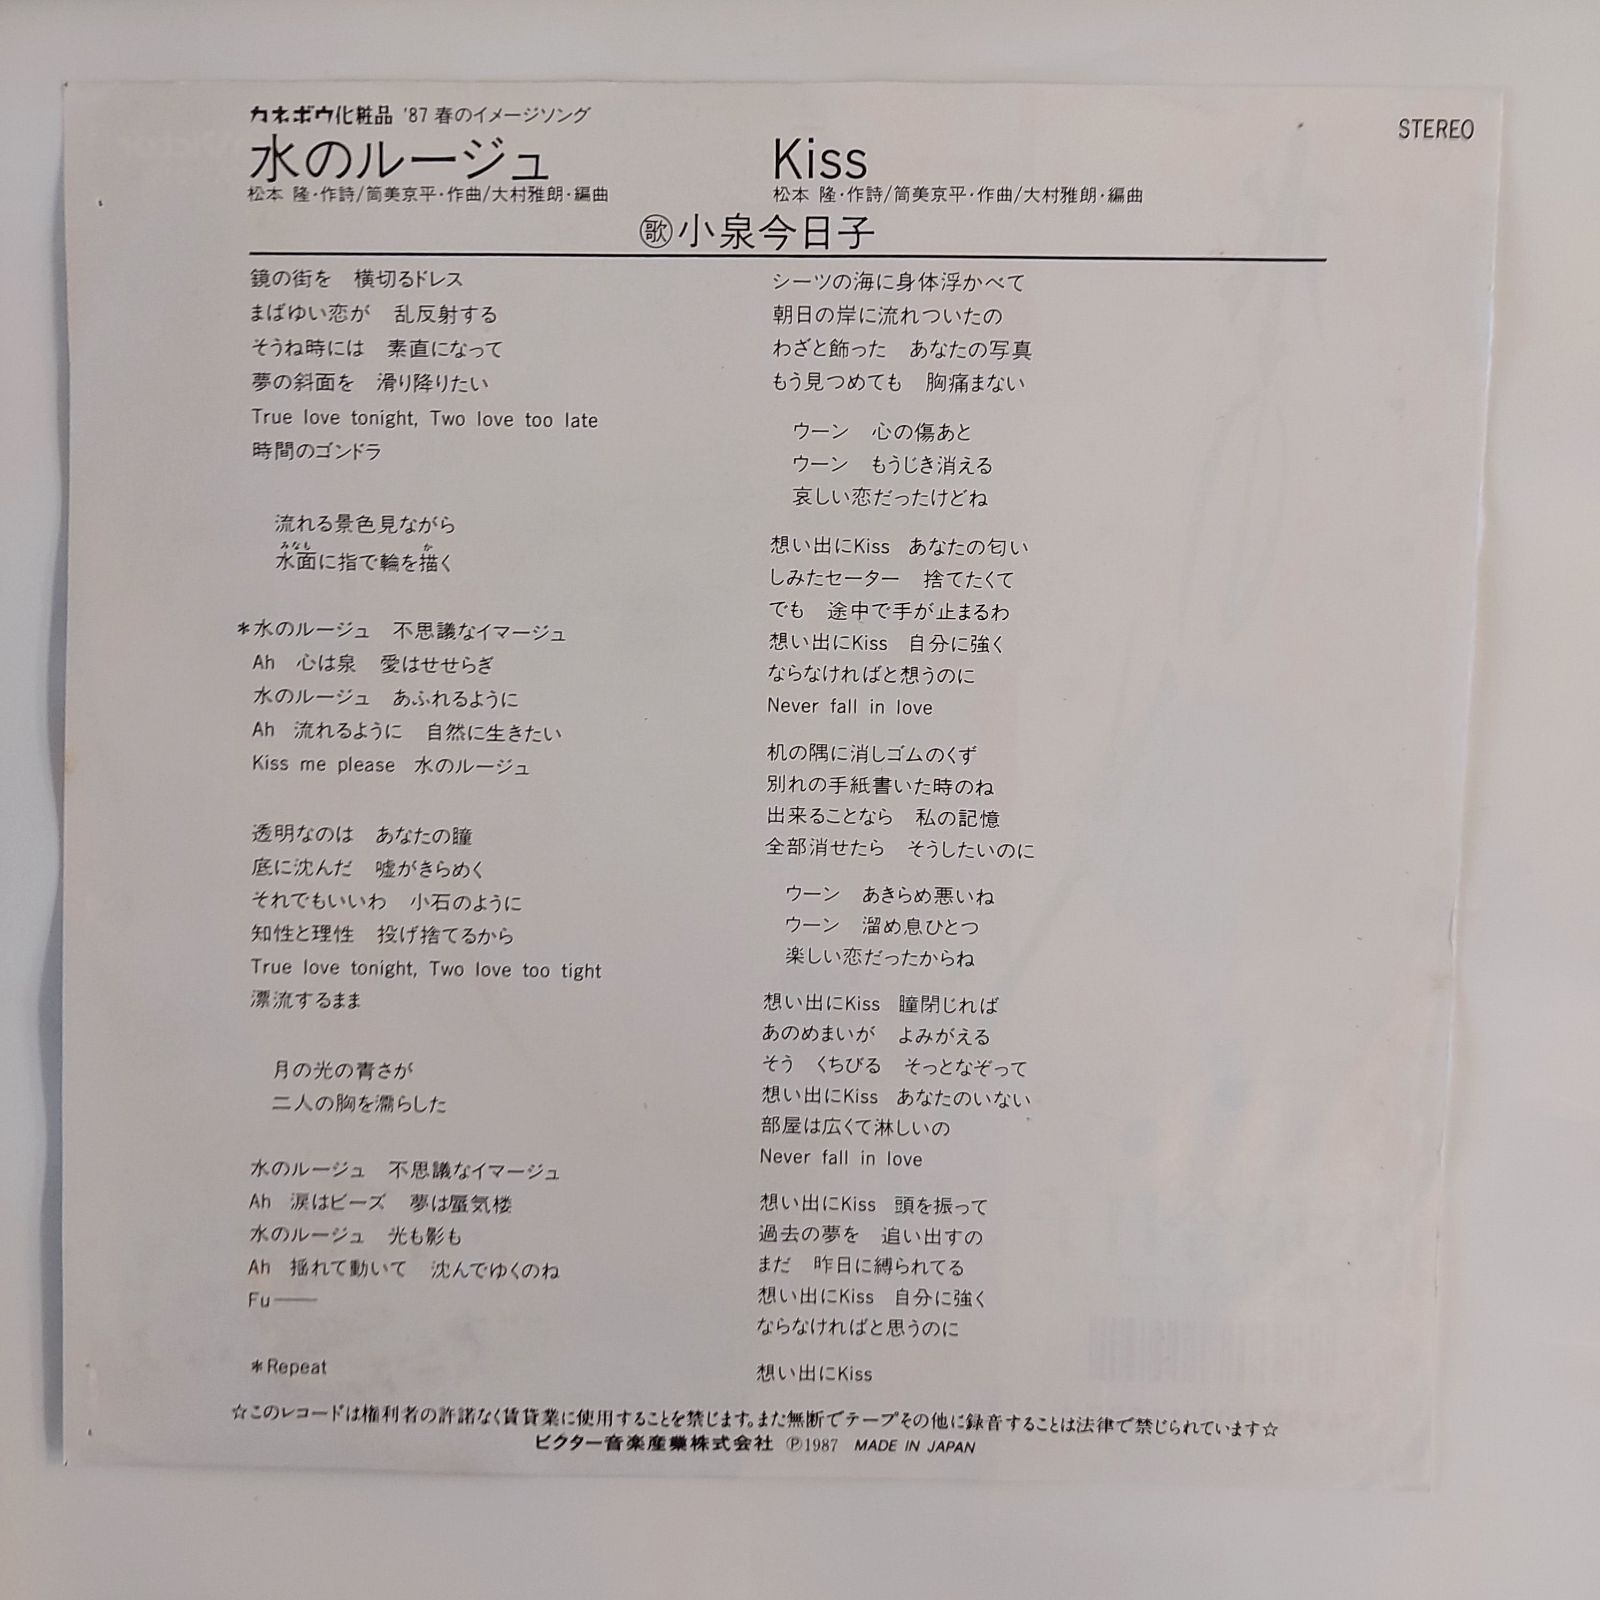 カネボウ化粧品 '87 春のイメージソング
STEREO
水のルージュ
松本 隆・作詩/筒美京平・作曲/大村雅朗・編曲
Kiss
松本 隆・作詩/筒美京平・作曲/大村雅朗・編曲
歌 小泉今日子
鏡の街を 横切るドレス
まばゆい恋が 乱反射する
そうね時には 素直になって
夢の斜面を 滑り降りたい
True love tonight, Two love too late
時間のゴンドラ
流れる景色見ながら
みなも か
水面に指で輪を描く
*水のルージュ 不思議なイマージュ
Ah 心は泉 愛はせせらぎ
水のルージュ あふれるように
Ah 流れるように 自然に生きたい
Kiss me please 水のルージュ
透明なのは あなたの瞳
底に沈んだ 嘘がきらめく
それでもいいわ 小石のように
知性と理性 投げ捨てるから
True love tonight, Two love too tight
漂流するまま
月の光の青さが
二人の胸を濡らした
水のルージュ 不思議なイマージュ
Ah 涙はビーズ 夢は蜃気楼
水のルージュ 光も影も
Ah 揺れて動いて 沈んでゆくのね
Fu——
*Repeat
シーツの海に身体浮かべて
朝日の岸に流れついたの
わざと飾った あなたの写真
もう見つめても 胸痛まない
ウーン 心の傷あと
ウーン もうじき消える
哀しい恋だったけどね
想い出にKiss あなたの匂い
しみたセーター 捨てたくて
でも 途中で手が止まるわ
想い出にKiss 自分に強く
ならなければと想うのに
Never fall in love
机の隅に消しゴムのくず
別れの手紙書いた時のね
出来ることなら 私の記憶
全部消せたら そうしたいのに
ウーン あきらめ悪いね
ウーン 溜め息ひとつ
楽しい恋だったからね
想い出にKiss 瞳閉じれば
あのめまいが よみがえる
そう くちびる そっとなぞって
想い出にKiss あなたのいない
部屋は広くて淋しいの
Never fall in love
想い出にKiss 頭を振って
過去の夢を 追い出すの
まだ 昨日に縛られてる
想い出にKiss 自分に強く
ならなければと思うのに
想い出にKiss
☆このレコードは権利者の許諾なく賃貸業に使用することを禁じます。また無断でテープその他に録音することは法律で禁じられています☆
ビクター音楽産業株式会社 Ⓟ1987 MADE IN JAPAN